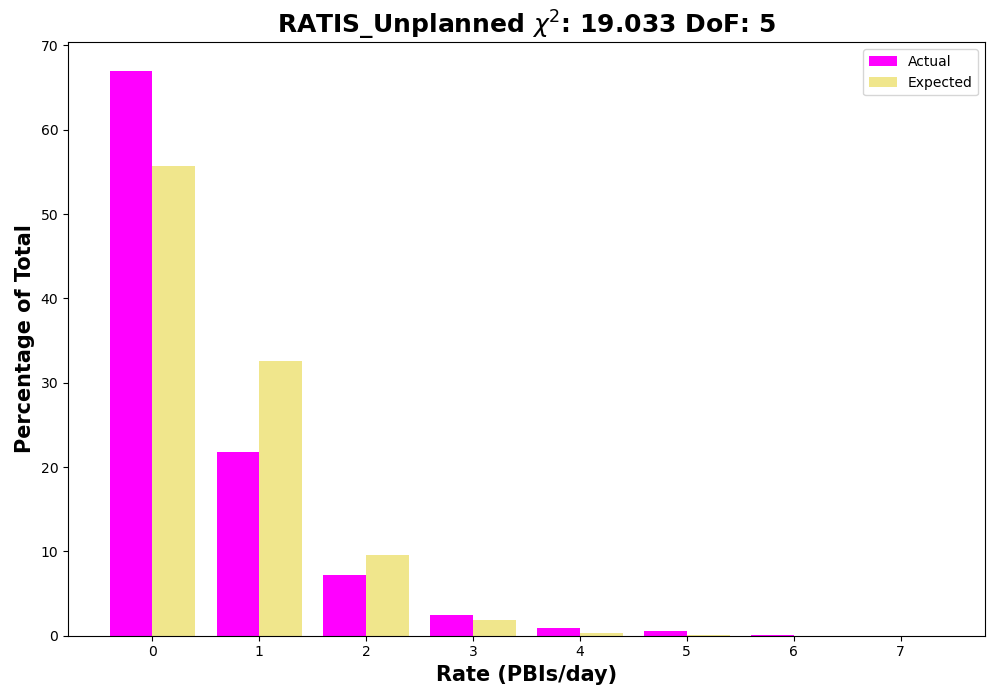 RATIS_Unplanned χ²: 19.033 DoF: 5
Actual
Expected
Percentage of Total
70
60
50
40
30
20
10
0
0 1 2 3 4 5 6 7
Rate (PBIs/day)